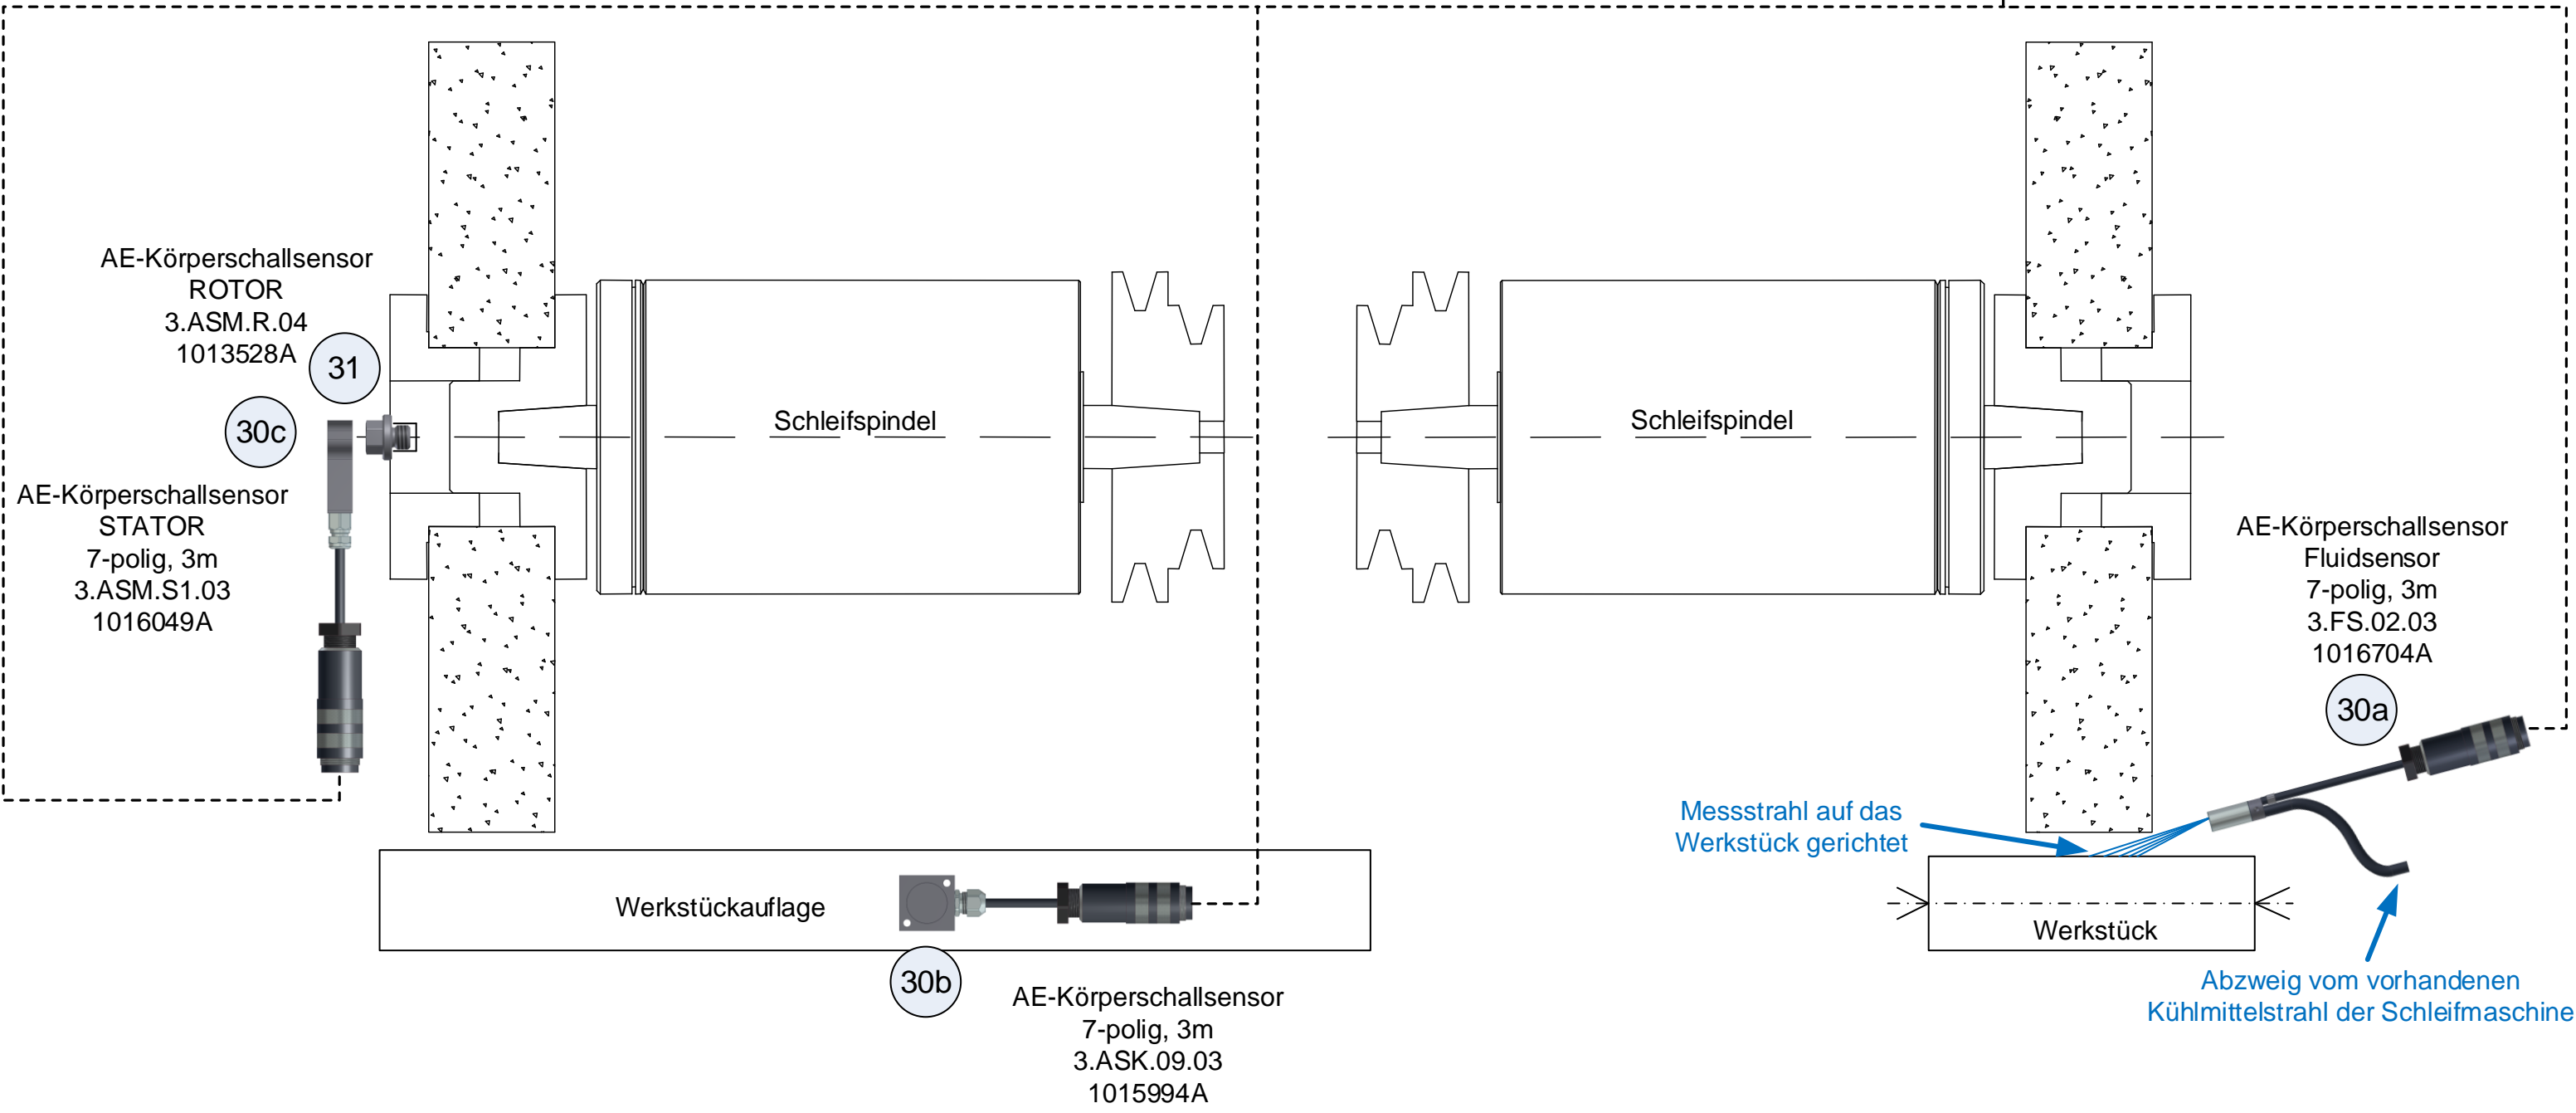 AE-Körperschallsensor
ROTOR
3.ASM.R.04
1013528A
31
30c
AE-Körperschallsensor
STATOR
7-polig, 3m
3.ASM.S1.03
1016049A
Schleifspindel
Schleifspindel
AE-Körperschallsensor
Fluidsensor
7-polig, 3m
3.FS.02.03
1016704A
30a
Messstrahl auf das
Werkstück gerichtet
Werkstückauflage
30b
AE-Körperschallsensor
7-polig, 3m
3.ASK.09.03
1015994A
Werkstück
Abzweig vom vorhandenen
Kühlmittelstrahl der Schleifmaschine